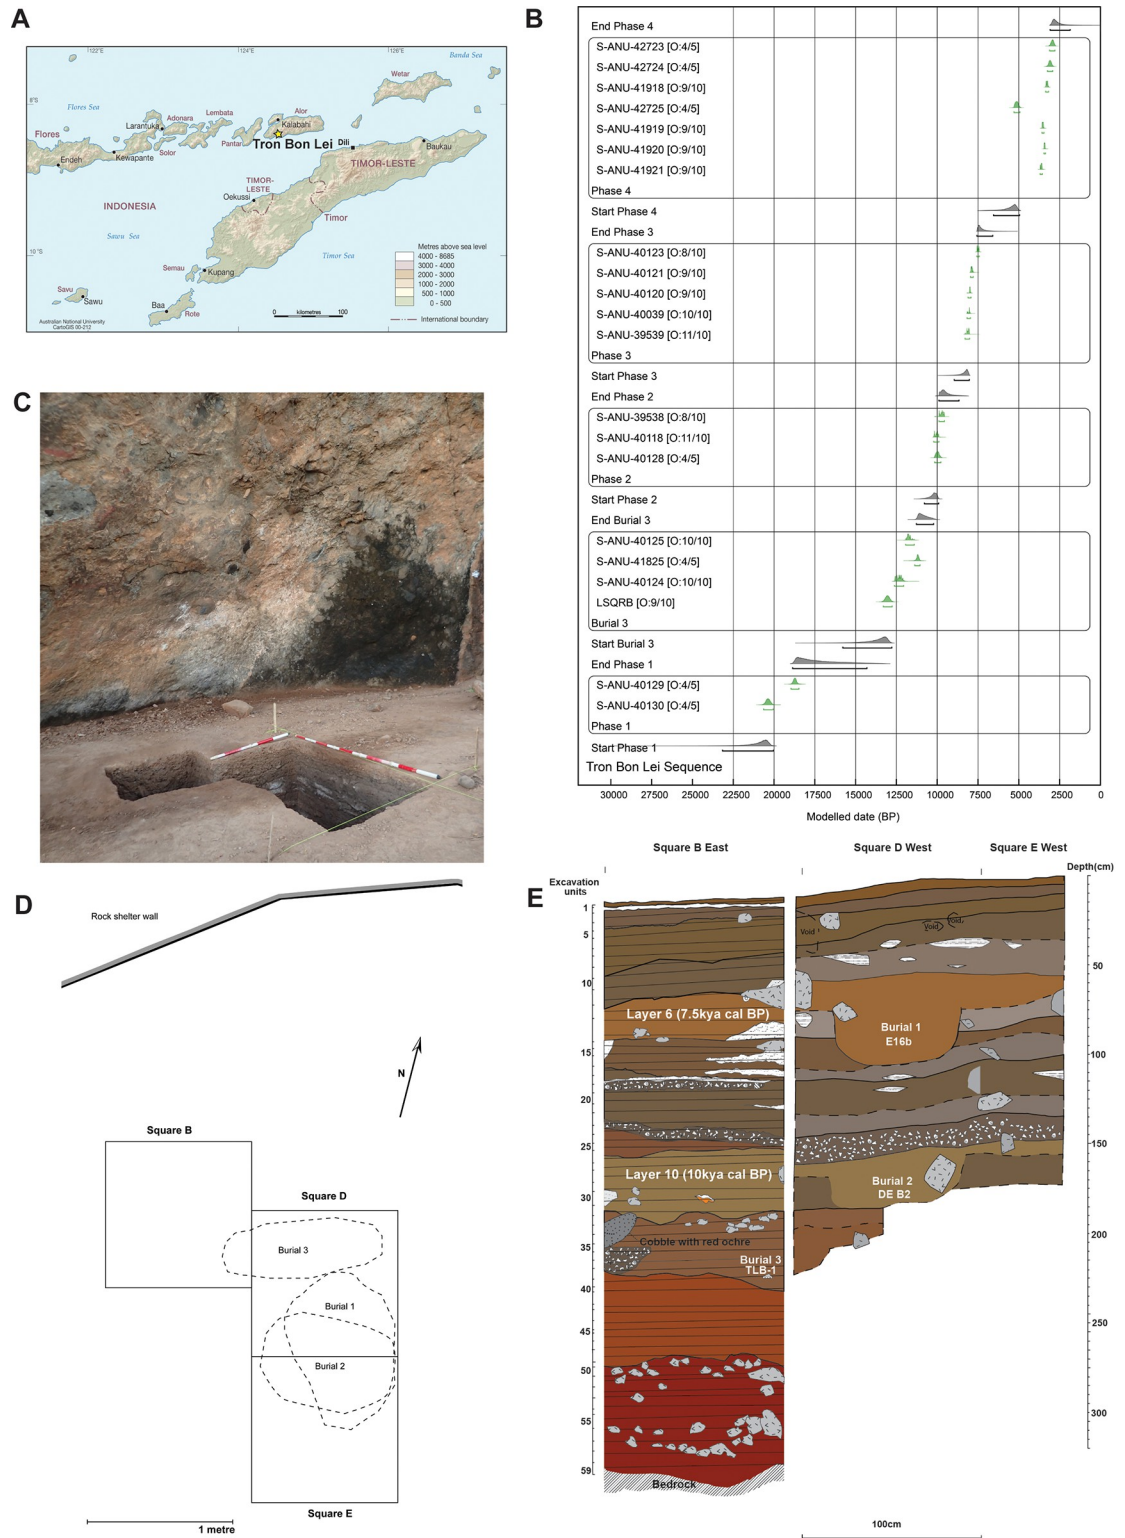 A
122°E
124°E
126°E
Banda Sea
Wetar
8°S
Flores Sea
Adonara
Lembata
Alor
Larantuka
Kalabahi
Flores
Solor
Pantar
Tron Bon Lei
Dili
Baukau
Endeh
Kewapante
TIMOR-LESTE
TIMOR-
LESTE
Oekussi
INDONESIA
Timor
Sawu Sea
Timor Sea
10°S
Semau
Kupang
Savu
Sawu
Baa
Rote
Metres above sea level
4000 - 8685
3000 - 4000
2000 - 3000
1000 - 2000
500 - 1000
0 - 500
0 kilometres 100
International boundary
Australian National University
CartoGIS 00-212
B
End Phase 4
S-ANU-42723 [O:4/5]
S-ANU-42724 [O:4/5]
S-ANU-41918 [O:9/10]
S-ANU-42725 [O:4/5]
S-ANU-41919 [O:9/10]
S-ANU-41920 [O:9/10]
S-ANU-41921 [O:9/10]
Phase 4
Start Phase 4
End Phase 3
S-ANU-40123 [O:8/10]
S-ANU-40121 [O:9/10]
S-ANU-40120 [O:9/10]
S-ANU-40039 [O:10/10]
S-ANU-39539 [O:11/10]
Phase 3
Start Phase 3
End Phase 2
S-ANU-39538 [O:8/10]
S-ANU-40118 [O:11/10]
S-ANU-40128 [O:4/5]
Phase 2
Start Phase 2
End Burial 3
S-ANU-40125 [O:10/10]
S-ANU-41825 [O:4/5]
S-ANU-40124 [O:10/10]
LSQRB [O:9/10]
Burial 3
Start Burial 3
End Phase 1
S-ANU-40129 [O:4/5]
S-ANU-40130 [O:4/5]
Phase 1
Start Phase 1
Tron Bon Lei Sequence
30000 27500 22500 20000 17500 15000 12500 10000 7500 5000 2500 0
Modelled date (BP)
C
D
Rock shelter wall
N
Square B
Square D
Burial 3
Burial 1
Burial 2
Square E
1 metre
E
Square B East
Square D West
Square E West
Excavation
units
Depth(cm)
1
5
10
15
20
25
30
35
40
45
50
55
59
Layer 6 (7.5kya cal BP)
Layer 10 (10kya cal BP)
Cobble with red ochre
Burial 3
TLB-1
Bedrock
Void
Void
Void
Burial 1
E16b
Burial 2
DE B2
50
100
150
200
250
300
100cm